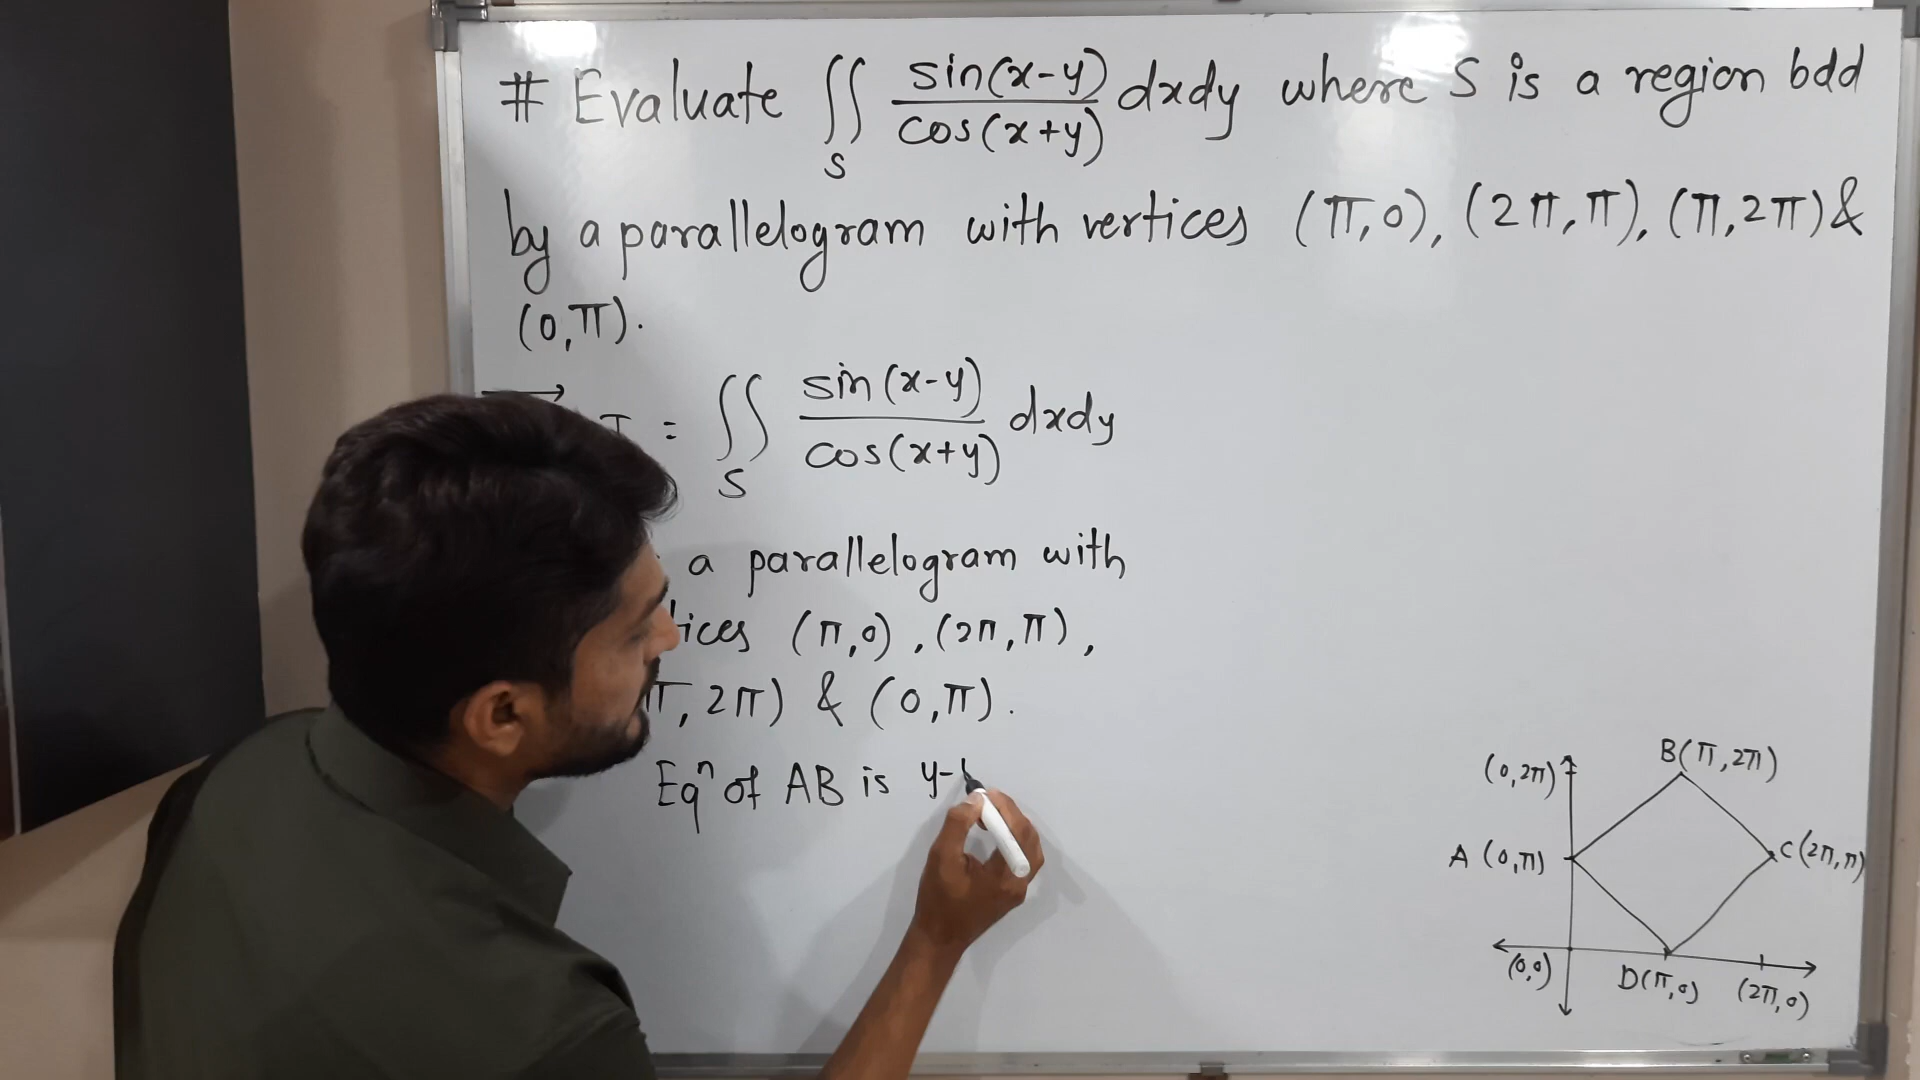 # Evaluate ∬_S sin(x-y)/cos(x+y) dxdy where S is a region bdd
by a parallelogram with vertices (π,0), (2π,π), (π,2π) &
(0,π).
→ I = ∬_S sin(x-y)/cos(x+y) dxdy
a parallelogram with
(π,0), (2π,π),
, 2π) & (0,π).
Eqⁿ of AB is y-
(0,2π)
B(π,2π)
A (0,π)
C(2π,π)
(0,0)
D(π,0)
(2π,0)